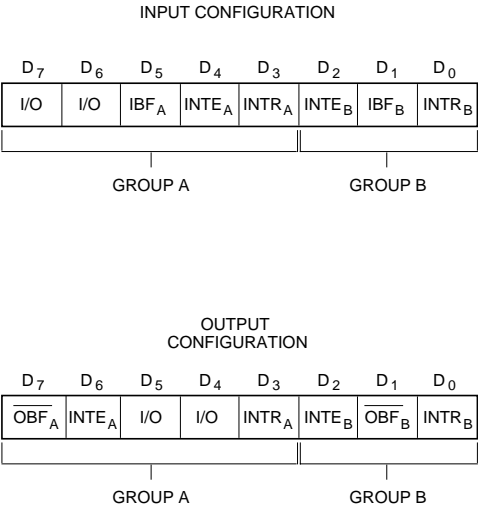 INPUT CONFIGURATION
D7 D6 D5 D4 D3 D2 D1 D0
I/O I/O IBFA INTEA INTRA INTEB IBFB INTRB
GROUP A GROUP B
OUTPUT
CONFIGURATION
D7 D6 D5 D4 D3 D2 D1 D0
OBFA INTEA I/O I/O INTRA INTEB OBFB INTRB
GROUP A GROUP B